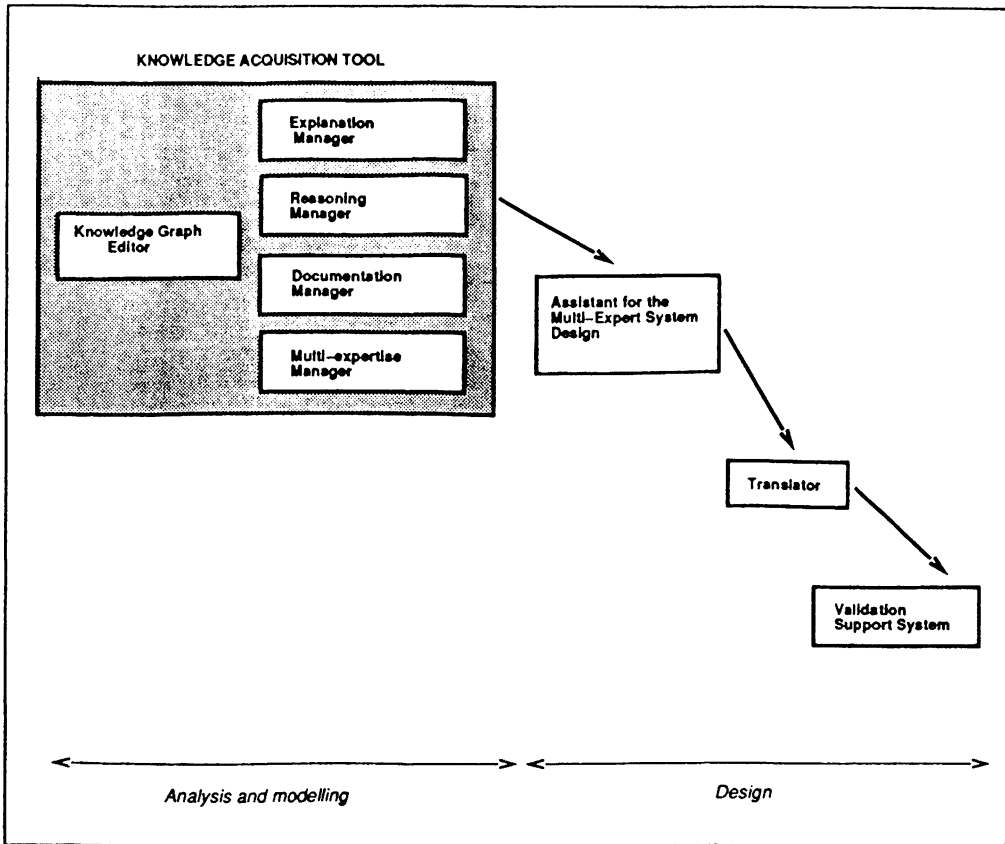 KNOWLEDGE ACQUISITION TOOL
Explanation
Manager
Reasoning
Manager
Knowledge Graph
Editor
Documentation
Manager
Multi–expertise
Manager
Assistant for the
Multi–Expert System
Design
Translator
Validation
Support System
Analysis and modelling
Design